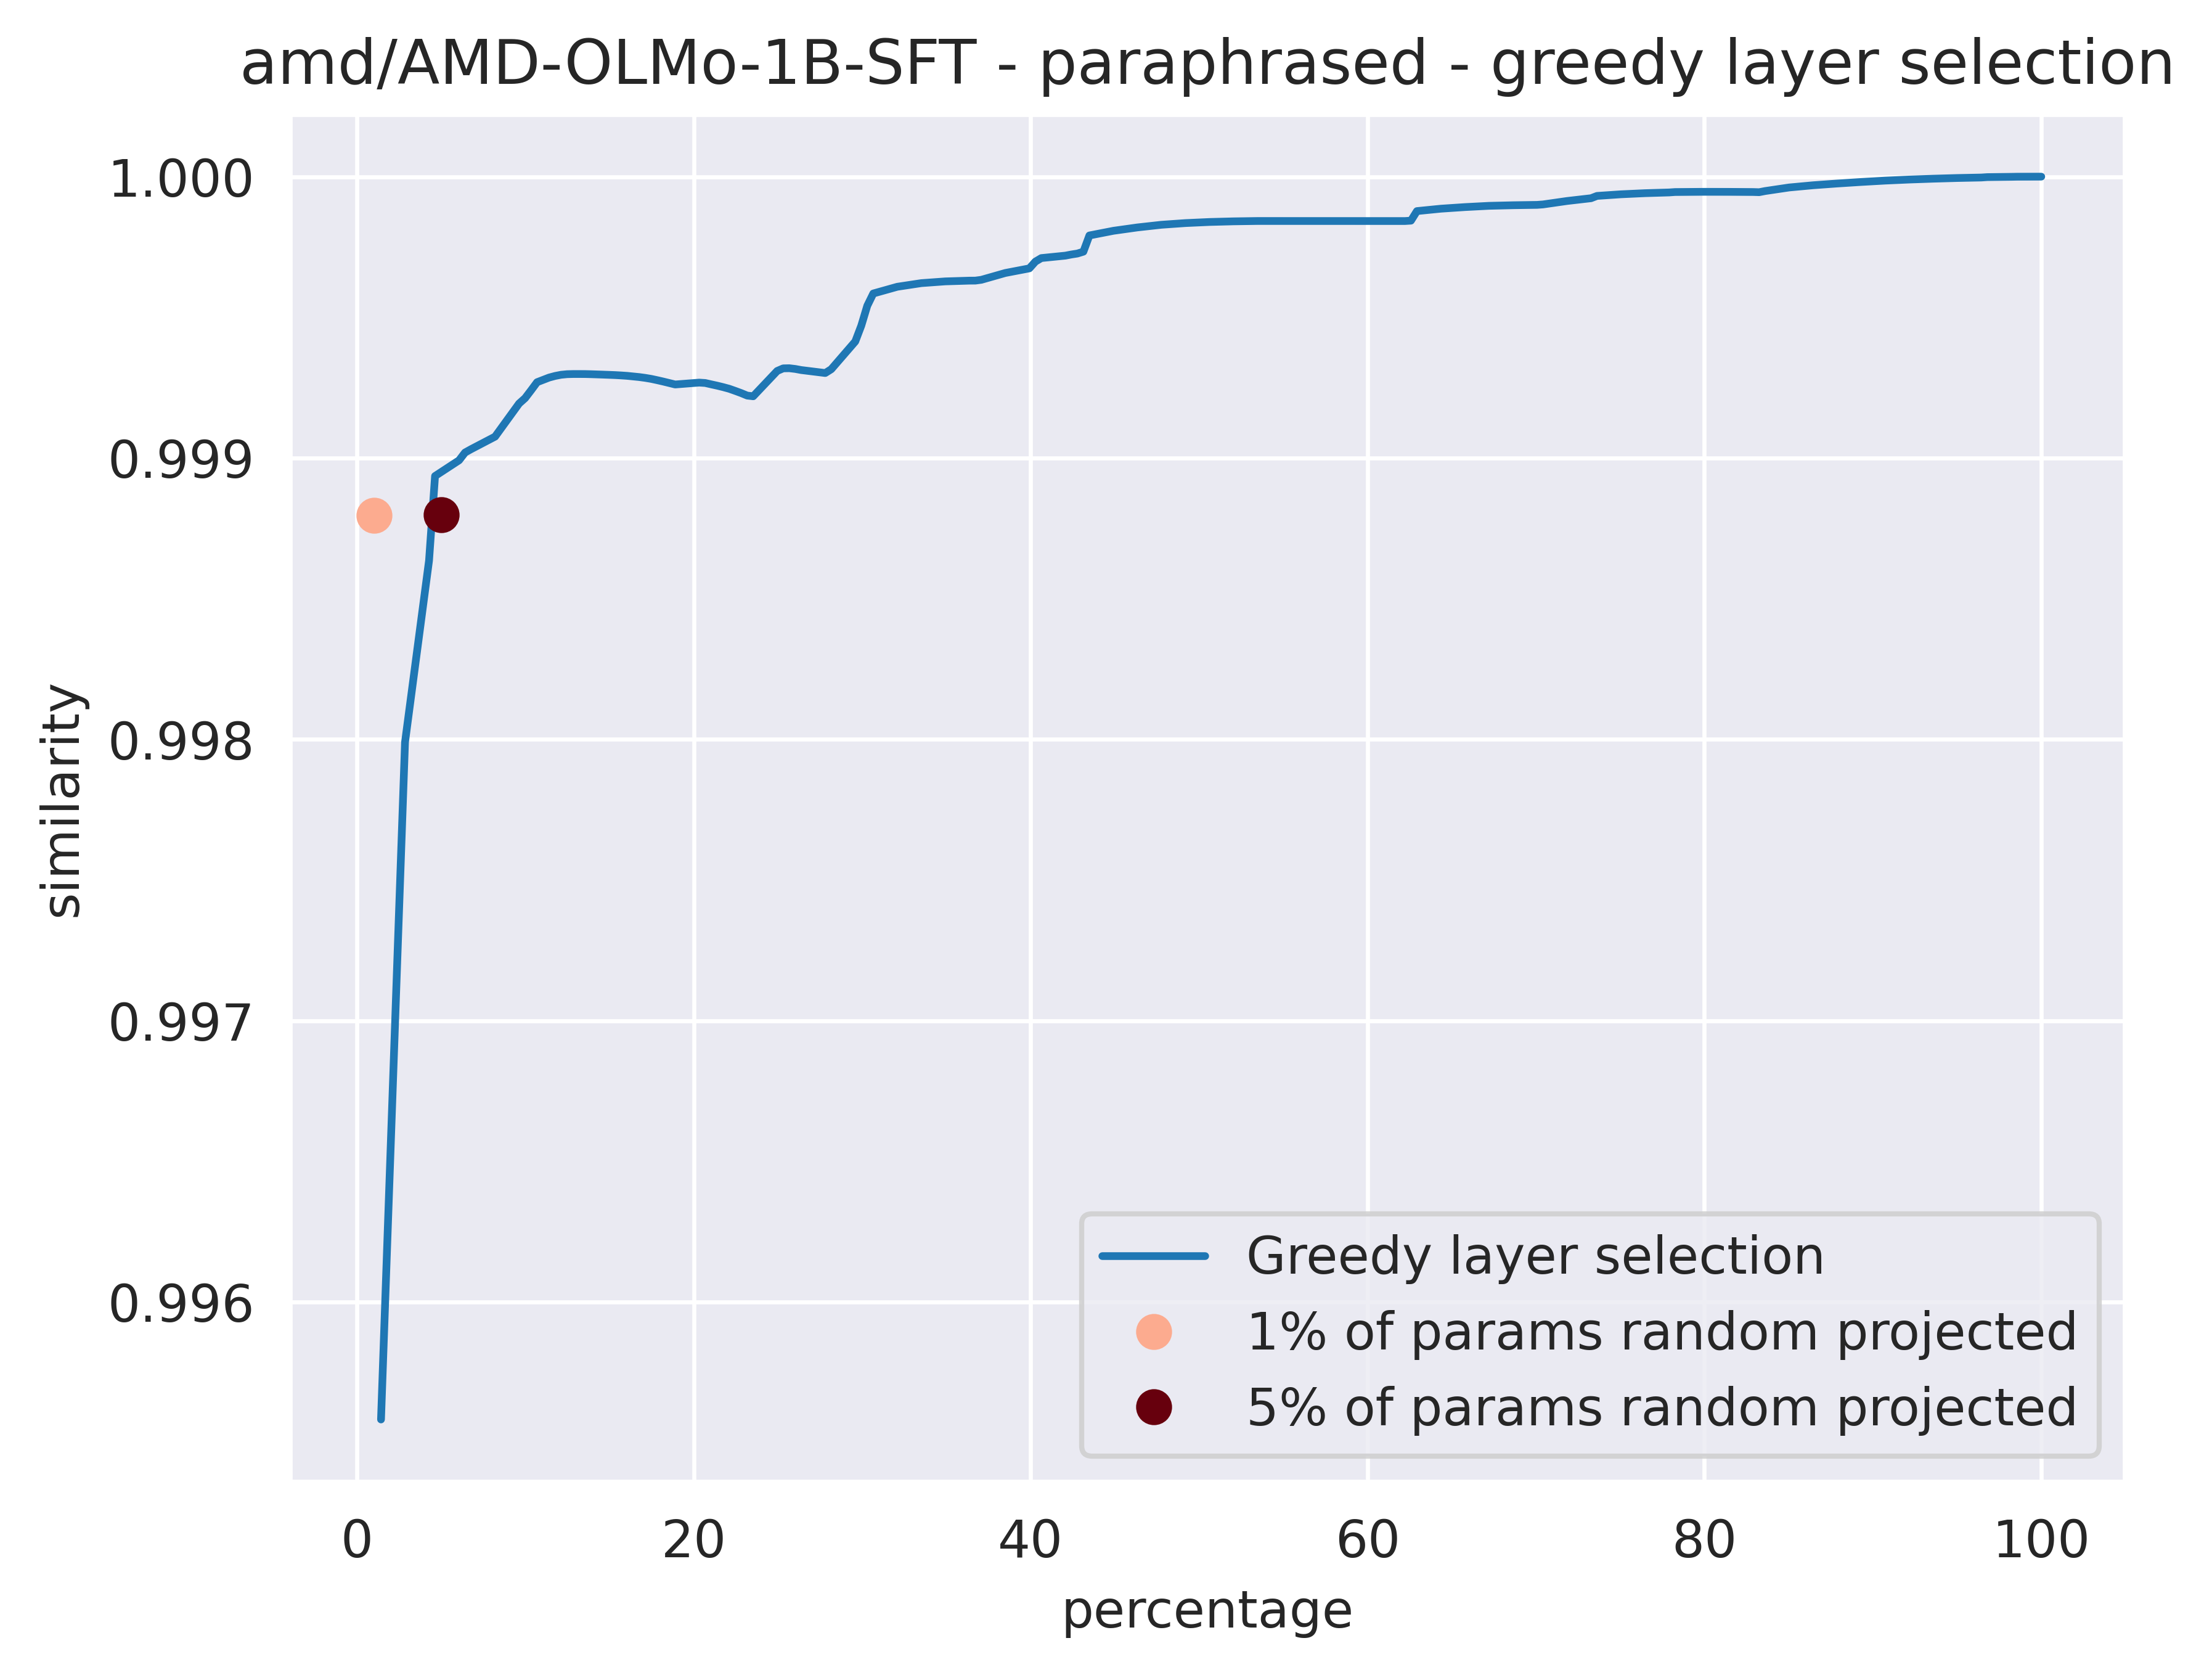 amd/AMD-OLMo-1B-SFT - paraphrased - greedy layer selection
1.000
0.999
0.998
0.997
0.996
similarity
Greedy layer selection
1% of params random projected
5% of params random projected
0 20 40 60 80 100
percentage